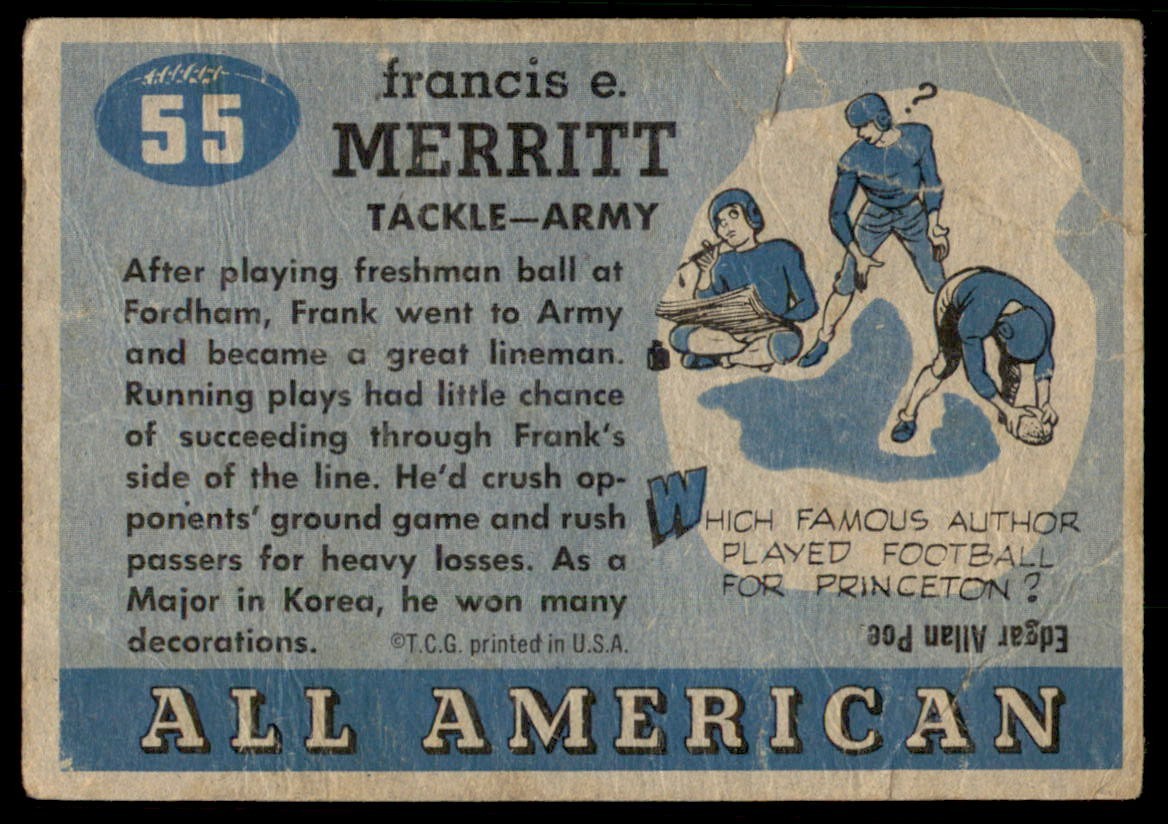 55
francis e.
MERRITT
TACKLE—ARMY
After playing freshman ball at
Fordham, Frank went to Army
and became a great lineman.
Running plays had little chance
of succeeding through Frank's
side of the line. He'd crush op-
ponents' ground game and rush
passers for heavy losses. As a
Major in Korea, he won many
decorations.
©T.C.G. printed in U.S.A.
?
WHICH FAMOUS AUTHOR
PLAYED FOOTBALL
FOR PRINCETON?
Edgar Allan Poe
ALL AMERICAN